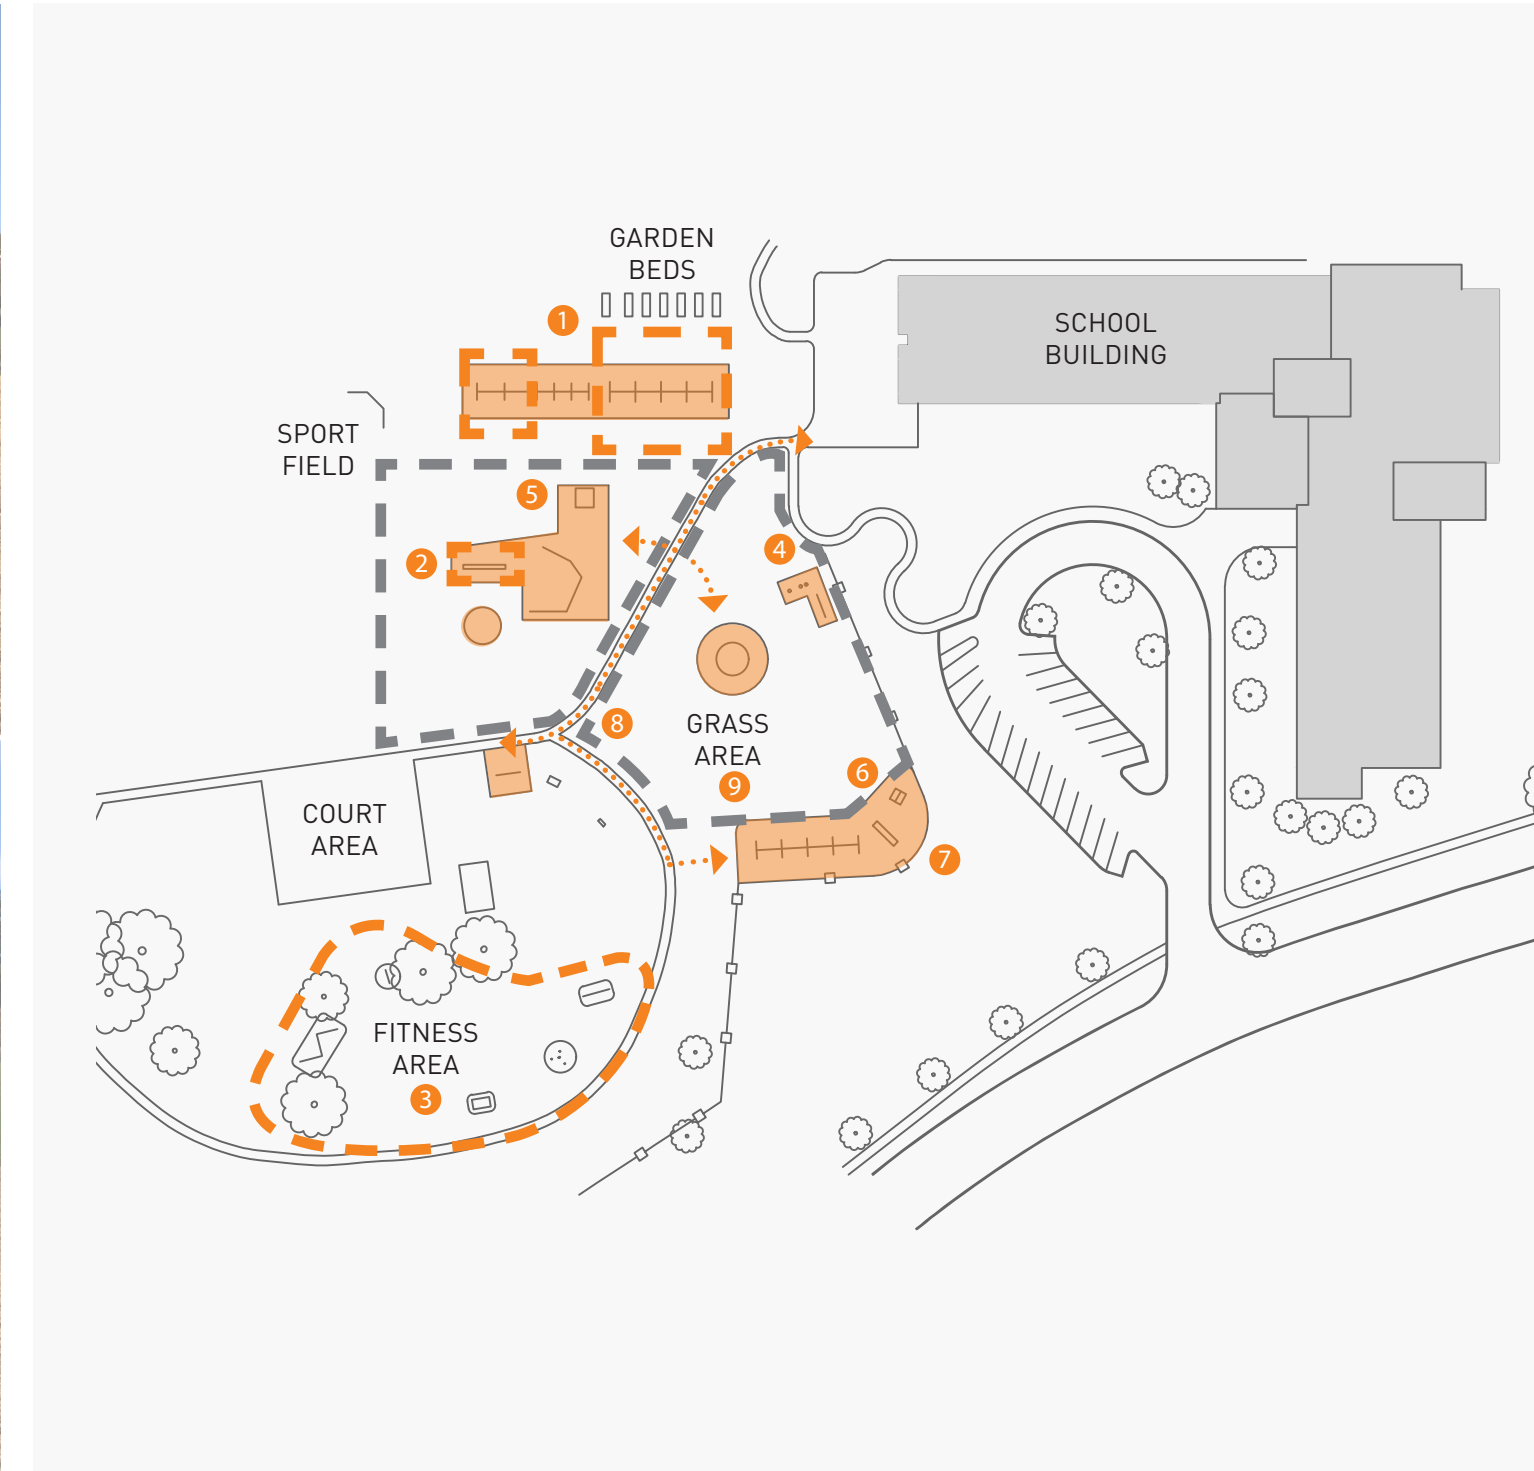 GARDEN
BEDS
1
SCHOOL
BUILDING
SPORT
FIELD
5
2
4
8
GRASS
AREA
9
6
7
COURT
AREA
FITNESS
AREA
3